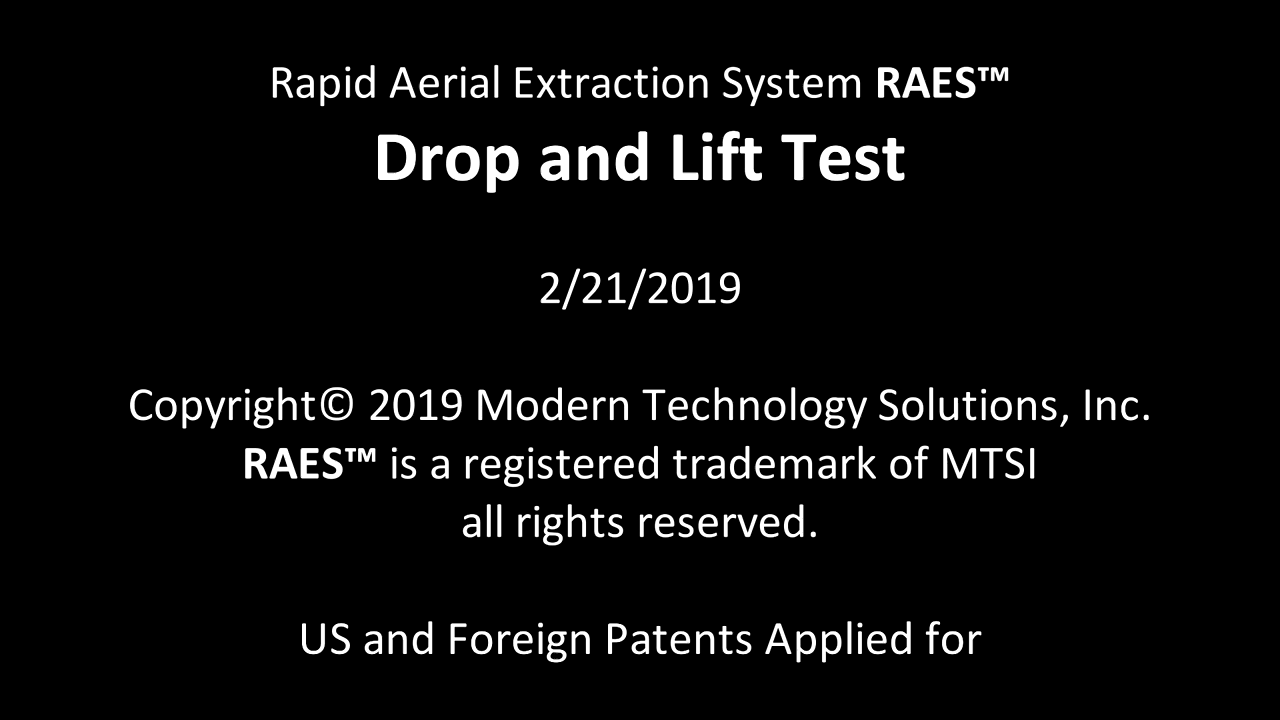 Rapid Aerial Extraction System RAES™
Drop and Lift Test
2/21/2019
Copyright© 2019 Modern Technology Solutions, Inc.
RAES™ is a registered trademark of MTSI
all rights reserved.
US and Foreign Patents Applied for